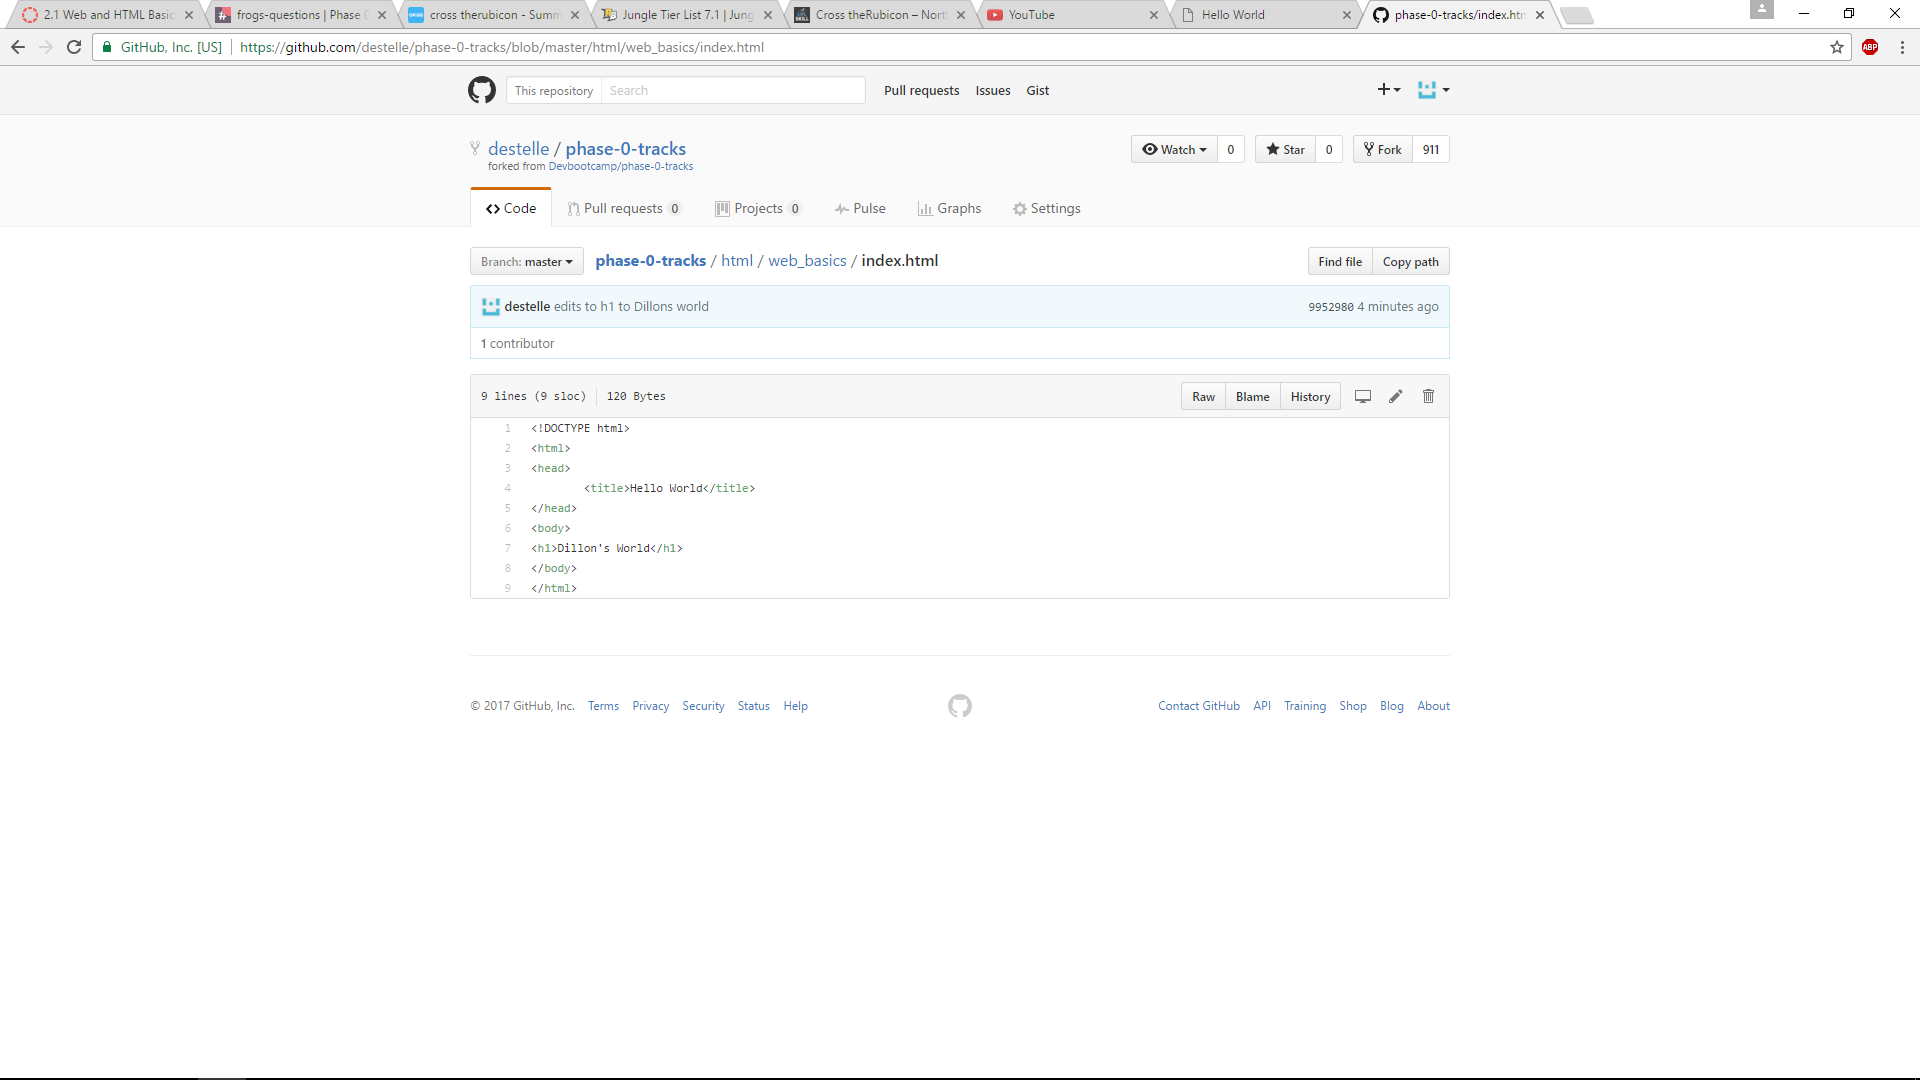 2.1 Web and HTML Basic
frogs-questions | Phase
cross therubicon - Summ
Jungle Tier List 7.1 | Jung
Cross theRubicon – Nort
YouTube
Hello World
phase-0-tracks/index.htm
GitHub, Inc. [US]
https://github.com/destelle/phase-0-tracks/blob/master/html/web_basics/index.html
ABP
This repository
Search
Pull requests
Issues
Gist
destelle / phase-0-tracks
forked from Devbootcamp/phase-0-tracks
Watch 0
Star 0
Fork 911
Code
Pull requests 0
Projects 0
Pulse
Graphs
Settings
Branch: master
phase-0-tracks / html / web_basics / index.html
Find file
Copy path
destelle edits to h1 to Dillons world
9952980 4 minutes ago
1 contributor
9 lines (9 sloc)
120 Bytes
Raw
Blame
History
1 <!DOCTYPE html>
2 <html>
3 <head>
4 <title>Hello World</title>
5 </head>
6 <body>
7 <h1>Dillon's World</h1>
8 </body>
9 </html>
© 2017 GitHub, Inc. Terms Privacy Security Status Help
Contact GitHub API Training Shop Blog About